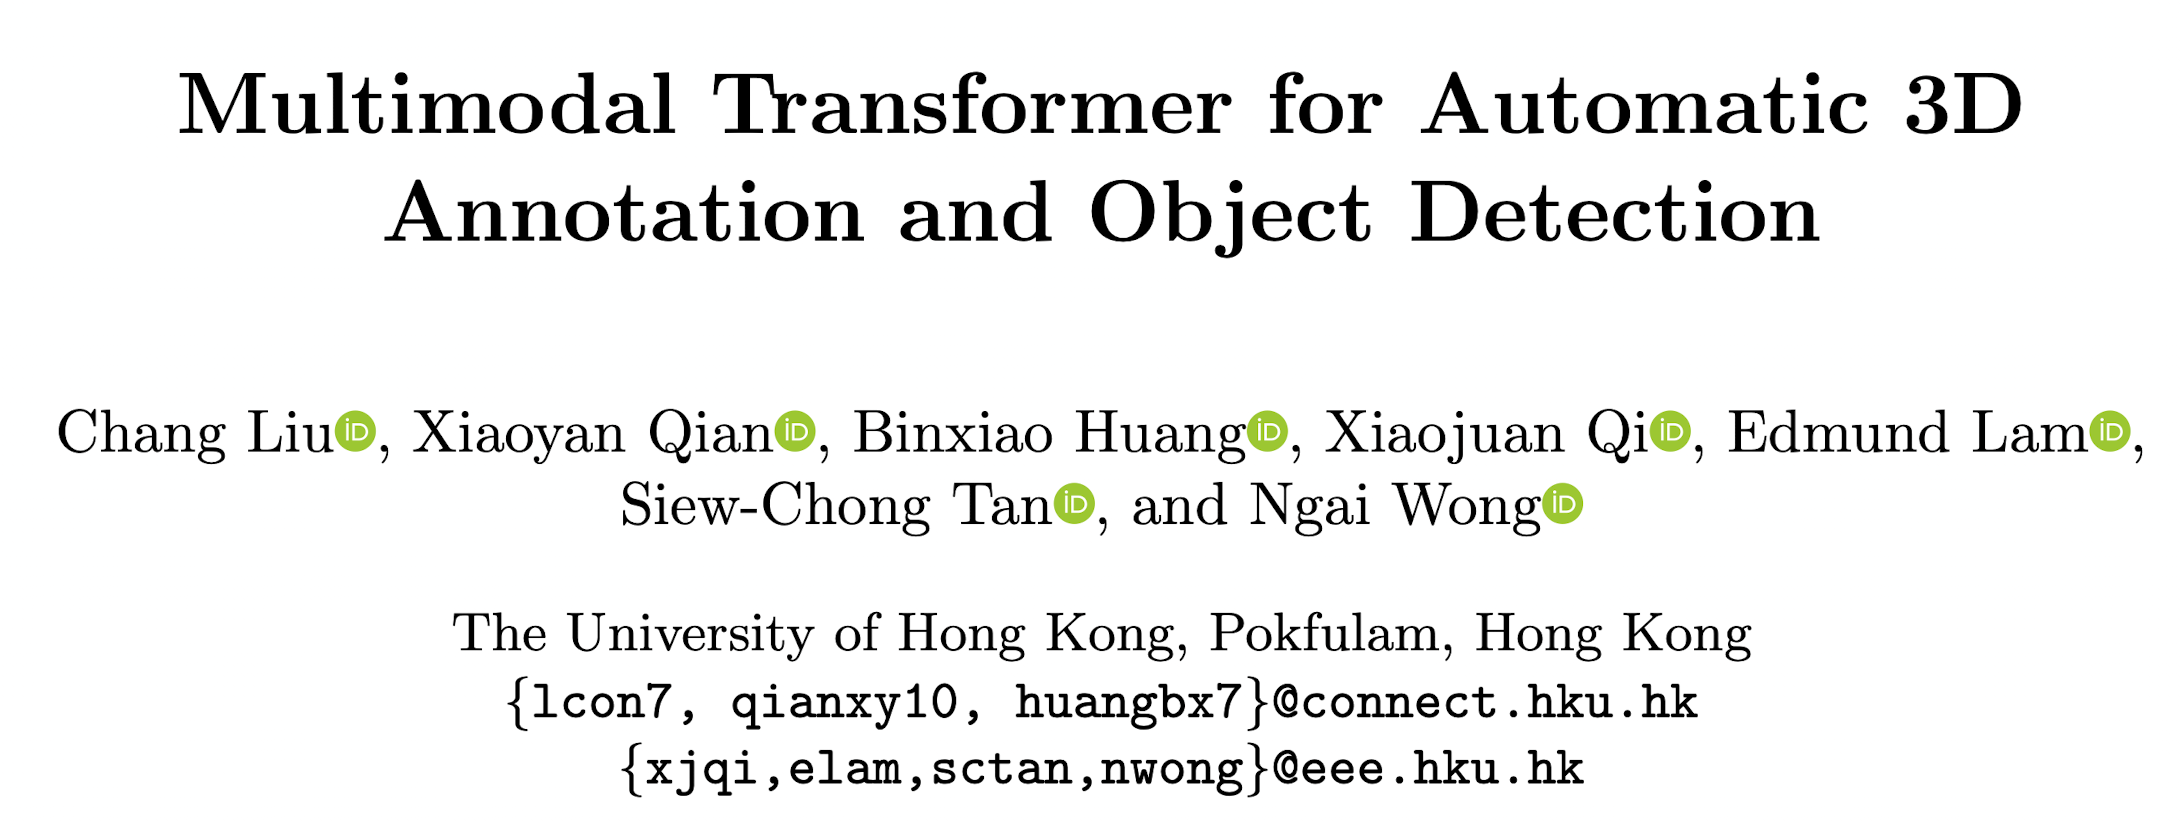 Multimodal Transformer for Automatic 3D
Annotation and Object Detection
Chang Liu, Xiaoyan Qian, Binxiao Huang, Xiaojuan Qi, Edmund Lam,
Siew-Chong Tan, and Ngai Wong
The University of Hong Kong, Pokfulam, Hong Kong
{lcon7, qianxy10, huangbx7}@connect.hku.hk
{xjqi,elam,sctan,nwong}@eee.hku.hk